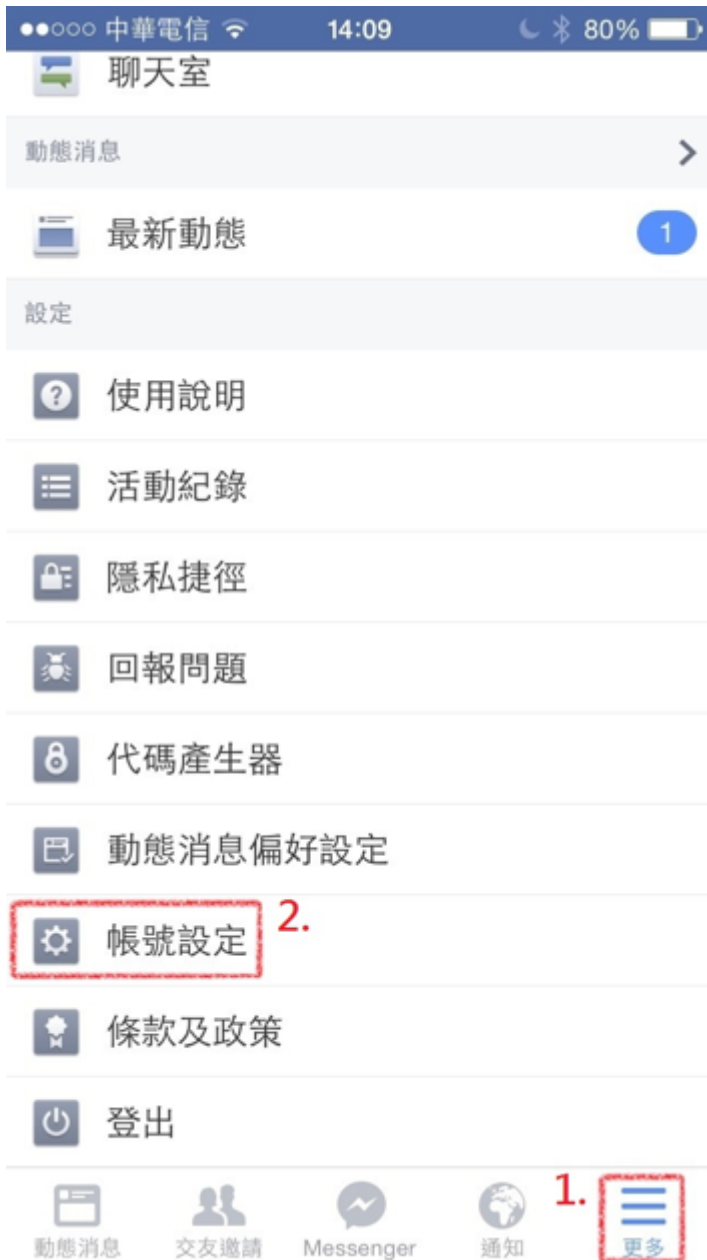 中華電信 14:09 80%
聊天室
動態消息
最新動態 1
設定
使用說明
活動紀錄
隱私捷徑
回報問題
代碼產生器
動態消息偏好設定
帳號設定 2.
條款及政策
登出
1.
動態消息 交友邀請 Messenger 通知 更多